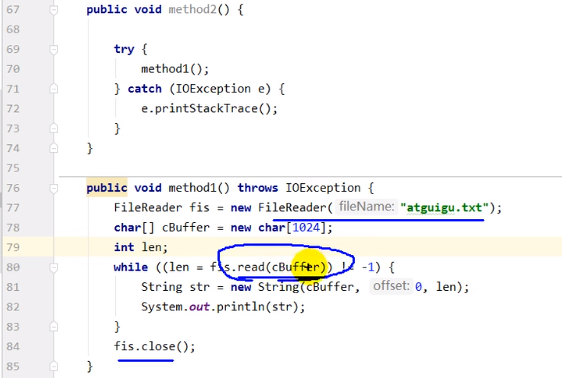 67 public void method2() {
68
69 try {
70 method1();
71 } catch (IOException e) {
72 e.printStackTrace();
73 }
74 }
75
76 public void method1() throws IOException {
77 FileReader fis = new FileReader( fileName: "atguigu.txt");
78 char[] cBuffer = new char[1024];
79 int len;
80 while ((len = fis.read(cBuffer)) != -1) {
81 String str = new String(cBuffer, offset: 0, len);
82 System.out.println(str);
83 }
84 fis.close();
85 }